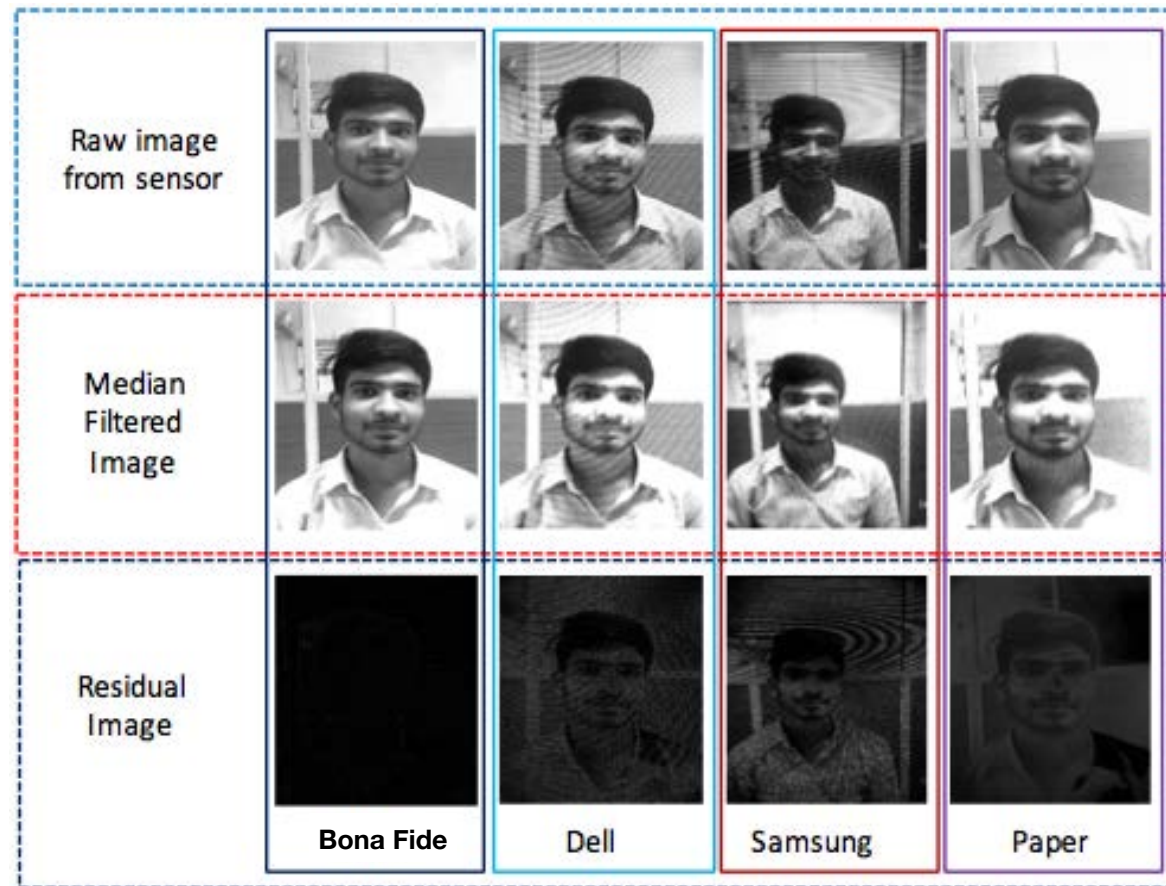 Raw image
from sensor
Median
Filtered
Image
Residual
Image
Bona Fide
Dell
Samsung
Paper